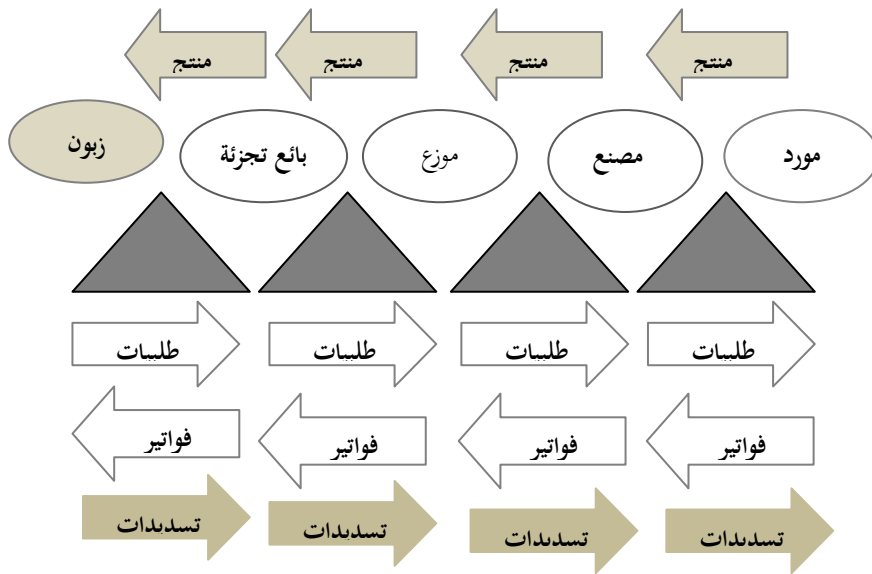 منتج
منتج
منتج
منتج
مورد
مصنع
موزع
بائع تجزئة
زبون
طلبيات
طلبيات
طلبيات
طلبيات
فواتير
فواتير
فواتير
فواتير
تسديدات
تسديدات
تسديدات
تسديدات